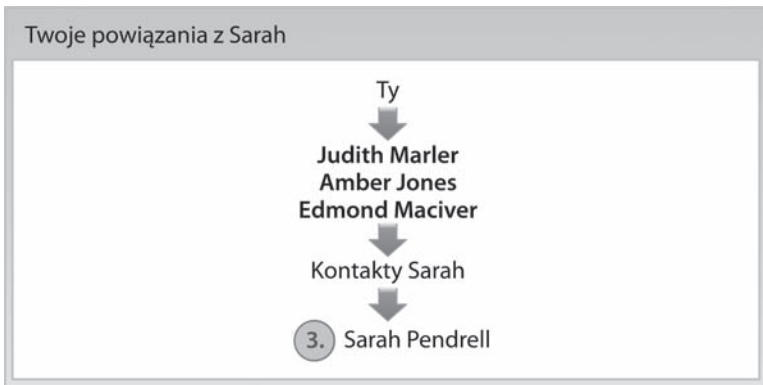 Twoje powiązania z Sarah
Ty
Judith Marler
Amber Jones
Edmond Maciver
Kontakty Sarah
3. Sarah Pendrell